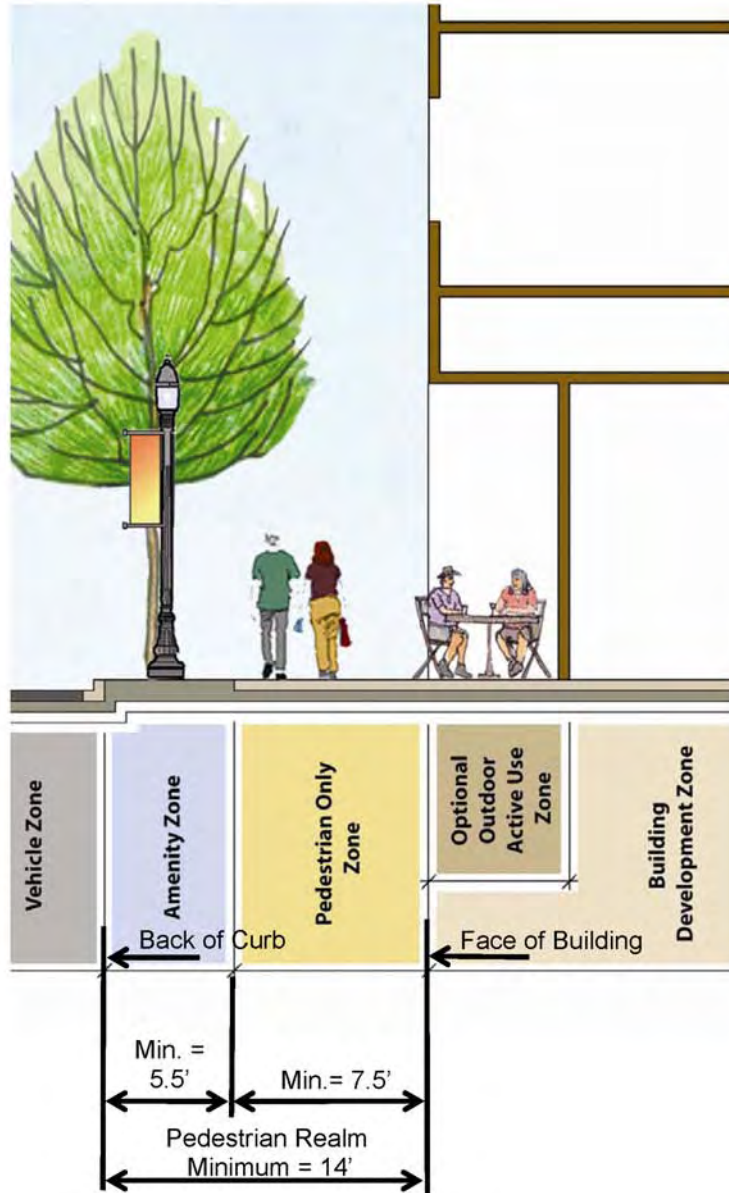 Vehicle Zone
Amenity Zone
Pedestrian Only
Zone
Optional
Outdoor
Active Use
Zone
Building
Development Zone
Back of Curb
Face of Building
Min. =
5.5'
Min.= 7.5'
Pedestrian Realm
Minimum = 14'